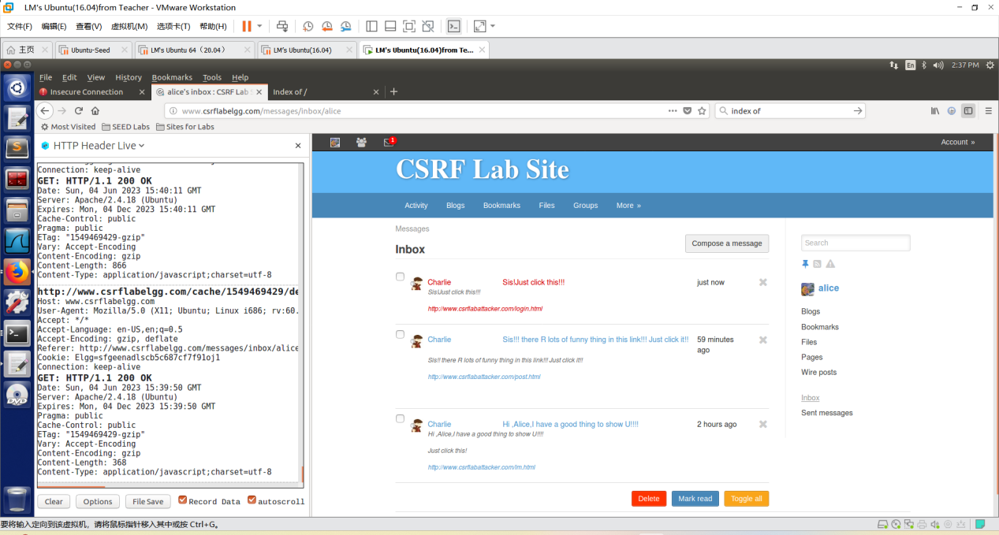 LM's Ubuntu(16.04)from Teacher - VMware Workstation
文件(F) 编辑(E) 查看(V) 虚拟机(M) 选项卡(T) 帮助(H)
主页 Ubuntu-Seed LM's Ubuntu 64（20.04） LM's Ubuntu(16.04) LM's Ubuntu(16.04)from Te...
En 2:37 PM
File Edit View History Bookmarks Tools Help
Insecure Connection alice's inbox : CSRF Lab S Index of /
www.csrflabelgg.com/messages/inbox/alice index of
Most Visited SEED Labs Sites for Labs
HTTP Header Live
Connection: keep-alive
GET: HTTP/1.1 200 OK
Date: Sun, 04 Jun 2023 15:40:11 GMT
Server: Apache/2.4.18 (Ubuntu)
Expires: Mon, 04 Dec 2023 15:40:11 GMT
Cache-Control: public
Pragma: public
ETag: "1549469429-gzip"
Vary: Accept-Encoding
Content-Encoding: gzip
Content-Length: 866
Content-Type: application/javascript;charset=utf-8
http://www.csrflabelgg.com/cache/1549469429/de
Host: www.csrflabelgg.com
User-Agent: Mozilla/5.0 (X11; Ubuntu; Linux i686; rv:60.
Accept: */*
Accept-Language: en-US,en;q=0.5
Accept-Encoding: gzip, deflate
Referer: http://www.csrflabelgg.com/messages/inbox/alice
Cookie: Elgg=sfgeenadlscb5c687cf7f91oj1
Connection: keep-alive
GET: HTTP/1.1 200 OK
Date: Sun, 04 Jun 2023 15:39:50 GMT
Server: Apache/2.4.18 (Ubuntu)
Expires: Mon, 04 Dec 2023 15:39:50 GMT
Pragma: public
Cache-Control: public
ETag: "1549469429-gzip"
Vary: Accept-Encoding
Content-Encoding: gzip
Content-Length: 368
Content-Type: application/javascript;charset=utf-8
Clear Options File Save Record Data autoscroll
1
Account »
CSRF Lab Site
Activity Blogs Bookmarks Files Groups More »
Messages
Inbox
Compose a message
Charlie Sis!Just click this!!! just now
Sis!Just click this!!!
http://www.csrflabattacker.com/login.html
Charlie Sis!!! there R lots of funny thing in this link!!! Just click it!! 59 minutes
ago
Sis!! there R lots of funny thing in this link!!! Just click it!!
http://www.csrflabattacker.com/post.html
Charlie Hi ,Alice,I have a good thing to show U!!!! 2 hours ago
Hi ,Alice,I have a good thing to show U!!!!
Just click this!
http://www.csrflabattacker.com/lm.html
Delete Mark read Toggle all
Search
alice
Blogs
Bookmarks
Files
Pages
Wire posts
Inbox
Sent messages
DVD
要将输入定向到该虚拟机，请将鼠标指针移入其中或按 Ctrl+G。